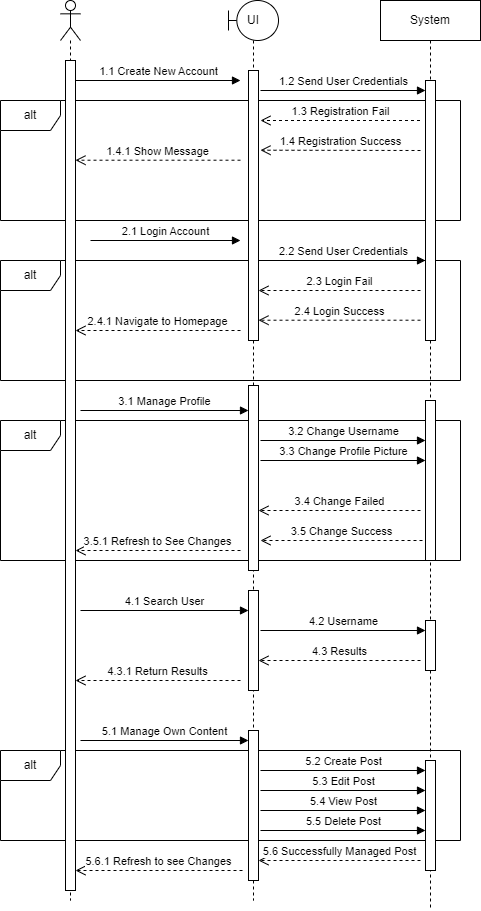 UI
System
1.1 Create New Account
1.2 Send User Credentials
alt
1.3 Registration Fail
1.4 Registration Success
1.4.1 Show Message
2.1 Login Account
2.2 Send User Credentials
alt
2.3 Login Fail
2.4 Login Success
2.4.1 Navigate to Homepage
3.1 Manage Profile
alt
3.2 Change Username
3.3 Change Profile Picture
3.4 Change Failed
3.5 Change Success
3.5.1 Refresh to See Changes
4.1 Search User
4.2 Username
4.3 Results
4.3.1 Return Results
5.1 Manage Own Content
alt
5.2 Create Post
5.3 Edit Post
5.4 View Post
5.5 Delete Post
5.6 Successfully Managed Post
5.6.1 Refresh to see Changes